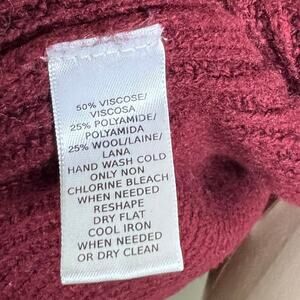 50% VISCOSE/
VISCOSA
25% POLYAMIDE/
POLYAMIDA
25% WOOL/LAINE/
LANA
HAND WASH COLD
ONLY NON
CHLORINE BLEACH
WHEN NEEDED
RESHAPE
DRY FLAT
COOL IRON
WHEN NEEDED
OR DRY CLEAN